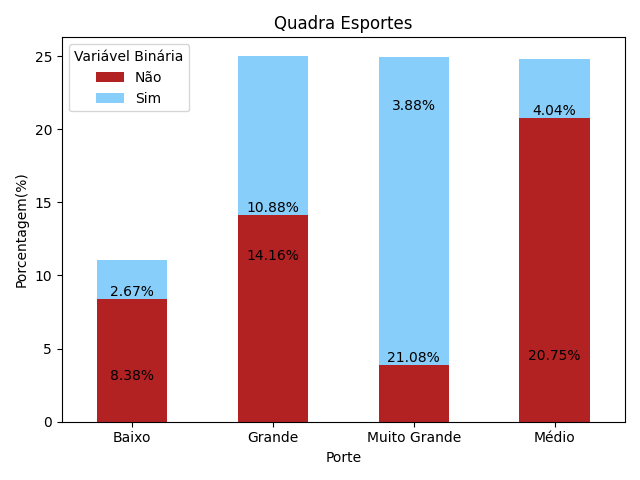 Quadra Esportes
Variável Binária
Não
Sim
Porcentagem(%)
25
20
15
10
5
0
2.67%
8.38%
10.88%
14.16%
3.88%
21.08%
4.04%
20.75%
Baixo
Grande
Muito Grande
Médio
Porte